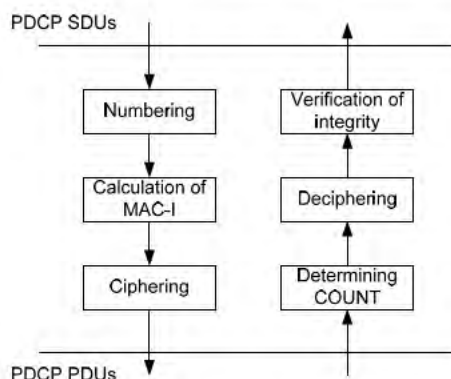 PDCP SDUs
Numbering
Calculation of
MAC-I
Ciphering
Verification of
integrity
Deciphering
Determining
COUNT
PDCP PDUs